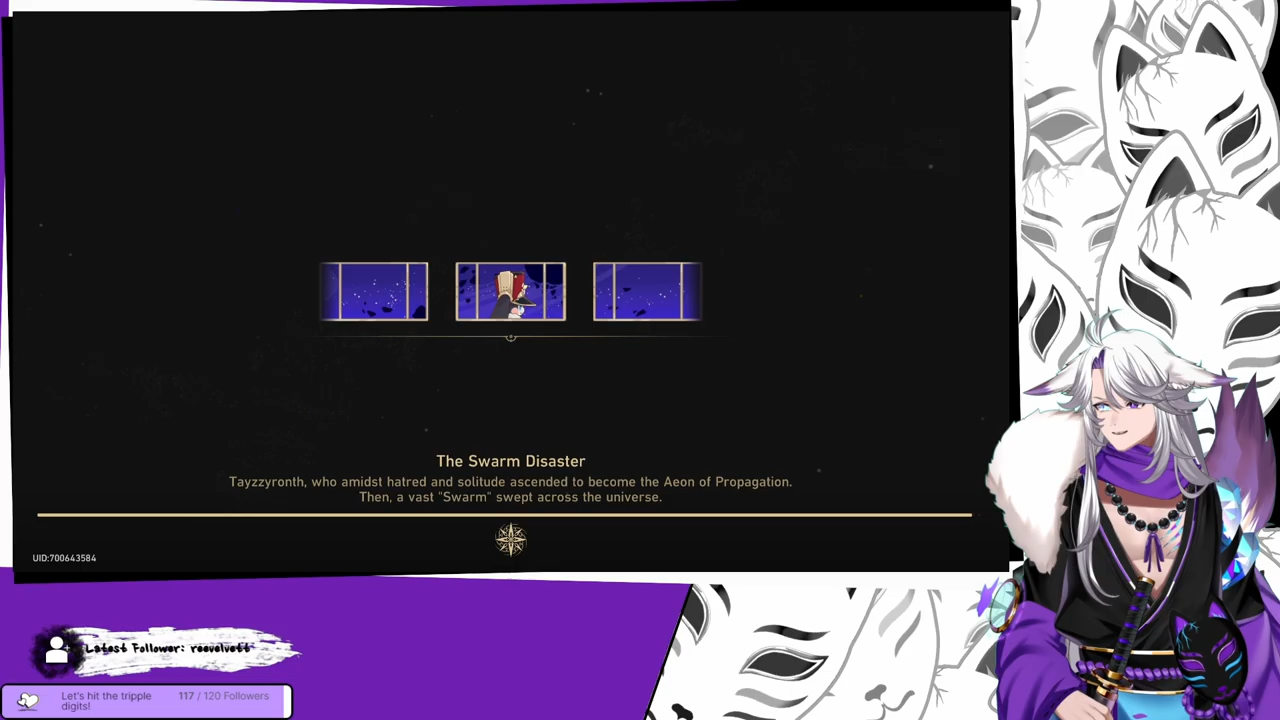 The Swarm Disaster
Tayzzyronth, who amidst hatred and solitude ascended to become the Aeon of Propagation.
Then, a vast "Swarm" swept across the universe.
UID:700643584
Latest Follower: reevelvett
Let's hit the tripple
digits!
117 / 120 Followers